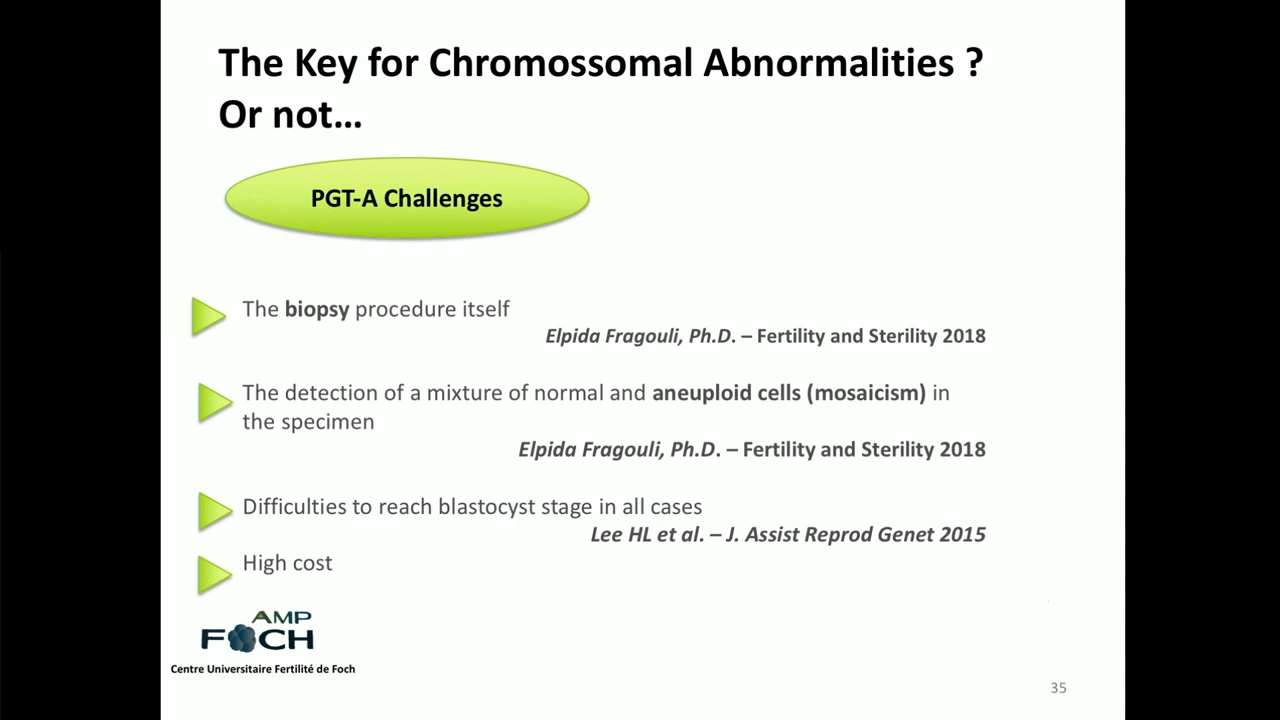 The Key for Chromossomal Abnormalities ?
Or not...
PGT-A Challenges
The biopsy procedure itself
Elpida Fragouli, Ph.D. – Fertility and Sterility 2018
The detection of a mixture of normal and aneuploid cells (mosaicism) in
the specimen
Elpida Fragouli, Ph.D. – Fertility and Sterility 2018
Difficulties to reach blastocyst stage in all cases
Lee HL et al. – J. Assist Reprod Genet 2015
High cost
AMP
FOCH
Centre Universitaire Fertilité de Foch
35